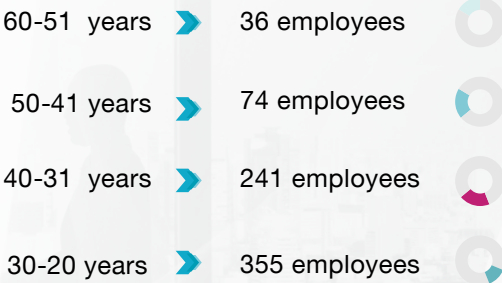 60-51 years 36 employees
50-41 years 74 employees
40-31 years 241 employees
30-20 years 355 employees